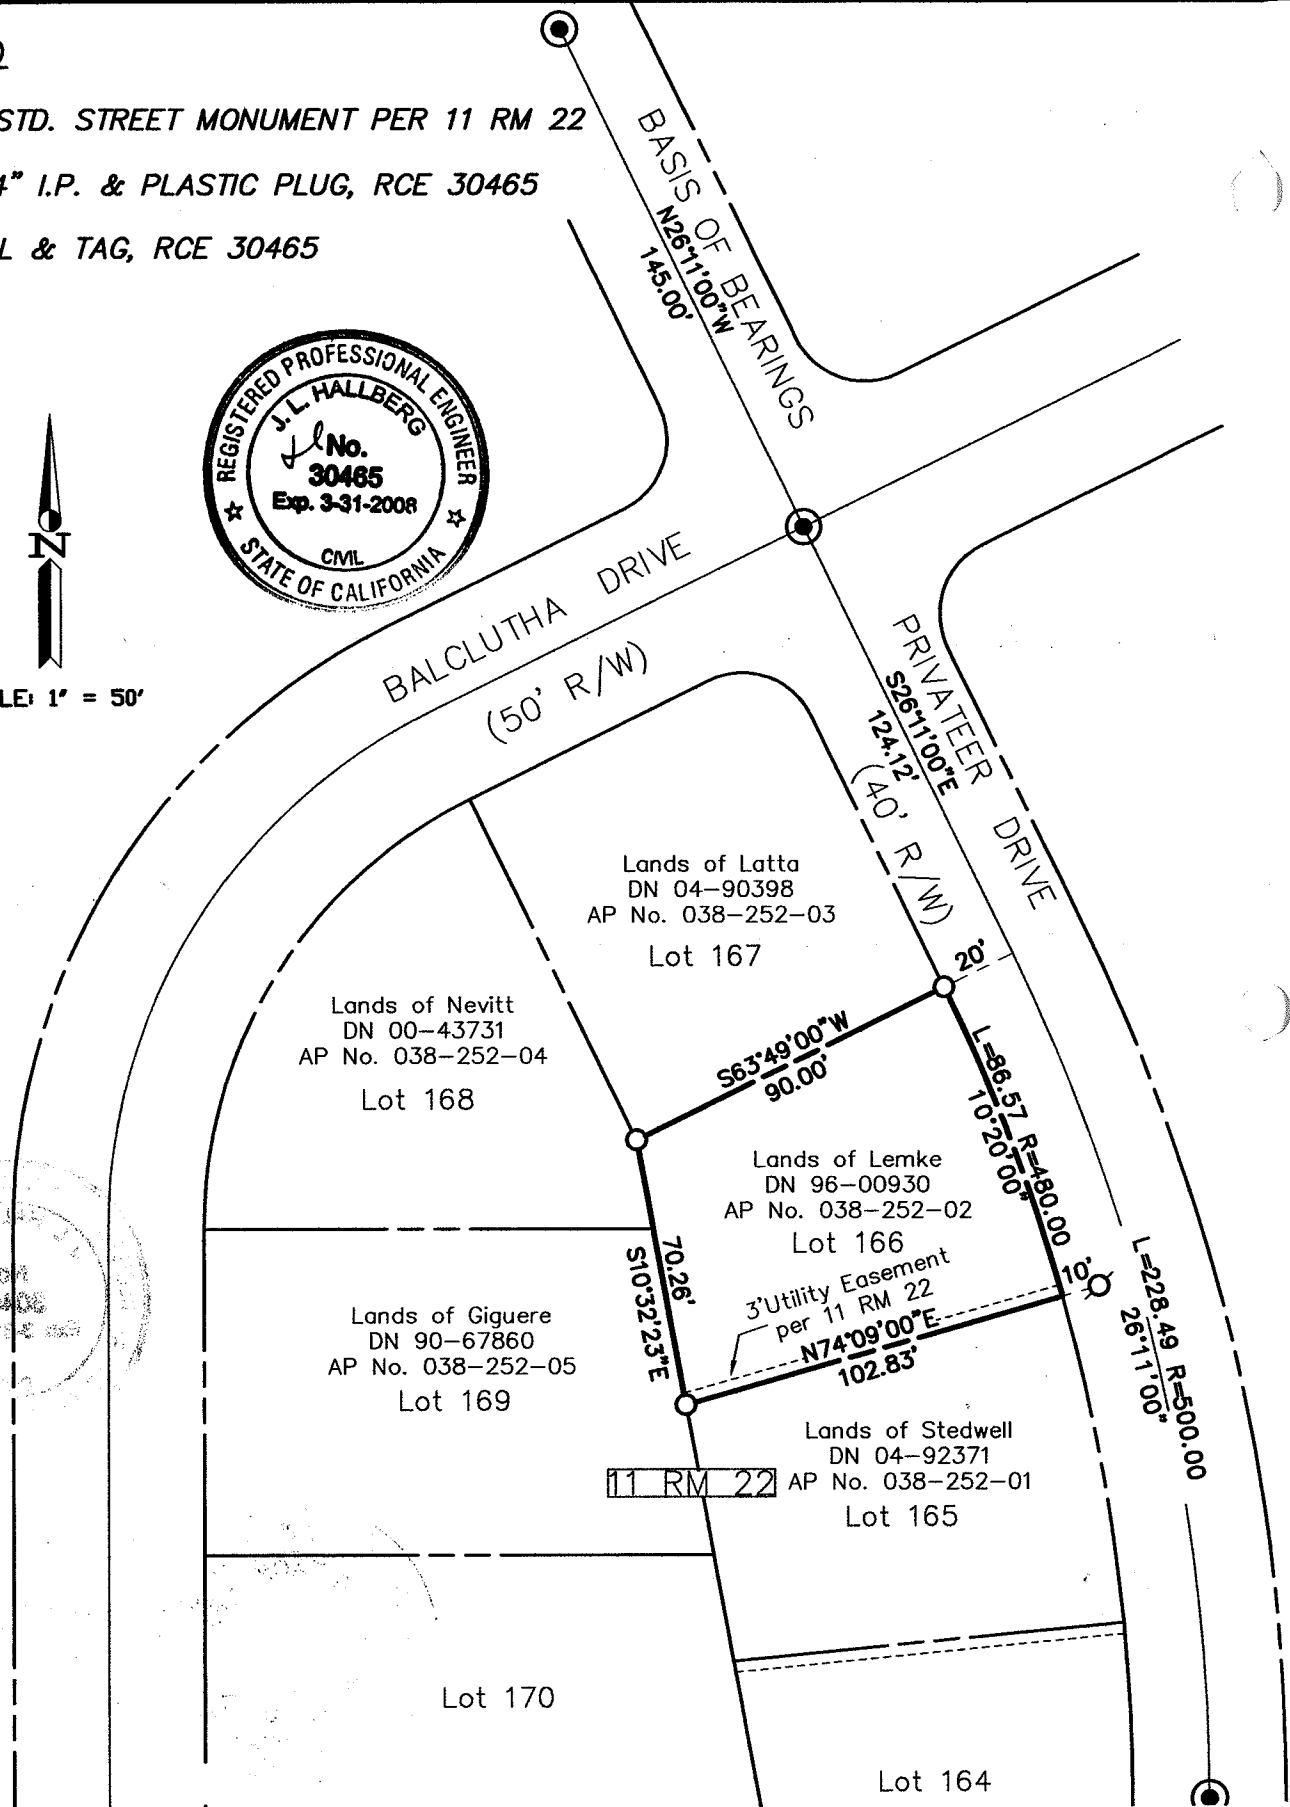 STD. STREET MONUMENT PER 11 RM 22
4" I.P. & PLASTIC PLUG, RCE 30465
L & TAG, RCE 30465
BASIS OF BEARINGS
N26°11'00"W
145.00'
REGISTERED PROFESSIONAL ENGINEER
J. L. HALLBERG
No.
30465
Exp. 3-31-2008
CIVIL
STATE OF CALIFORNIA
N
LE: 1" = 50'
BALCLUTHA DRIVE
(50' R/W)
PRIVATEER DRIVE
S26°11'00"E
124.12'
(40' R/W)
Lands of Latta
DN 04-90398
AP No. 038-252-03
Lot 167
20'
Lands of Nevitt
DN 00-43731
AP No. 038-252-04
Lot 168
S63°49'00"W
90.00'
L=86.57 R=480.00
10°20'00"
Lands of Lemke
DN 96-00930
AP No. 038-252-02
Lot 166
70.26'
S10°32'23"E
3'Utility Easement
per 11 RM 22
N74°09'00"E
102.83'
10'
L=228.49 R=500.00
26°11'00"
Lands of Giguere
DN 90-67860
AP No. 038-252-05
Lot 169
Lands of Stedwell
DN 04-92371
AP No. 038-252-01
Lot 165
11 RM 22
Lot 170
Lot 164